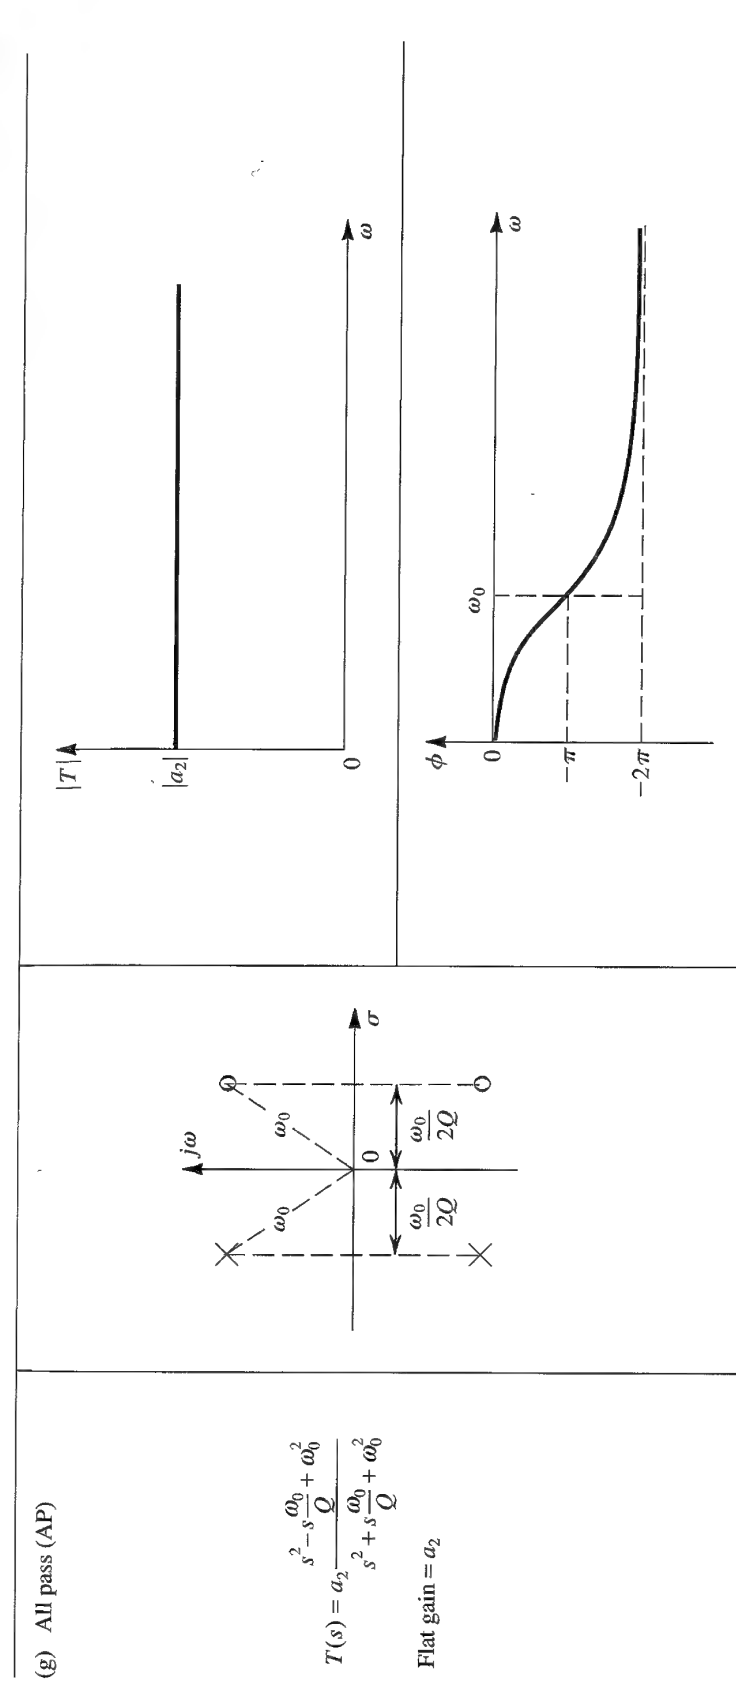 (g) All pass (AP)
T(s) = a₂ (s² − s ω₀/Q + ω₀²) / (s² + s ω₀/Q + ω₀²)
Flat gain = a₂
jω
ω₀
ω₀
0
σ
ω₀/2Q
ω₀/2Q
|T|
|a₂|
0
ω
ϕ
0
ω₀
ω
−π
−2π